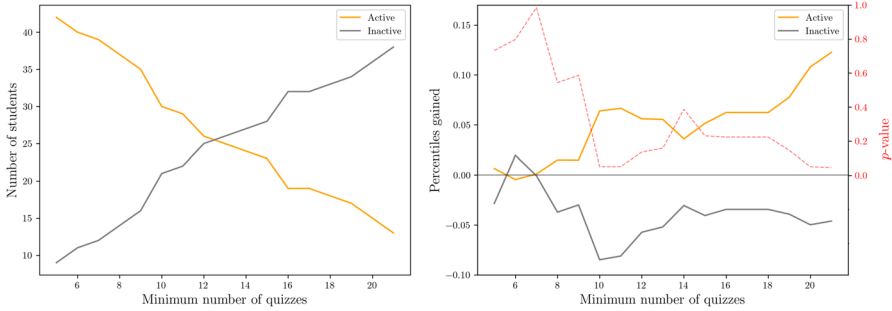 Active
Inactive
Number of students
40
35
30
25
20
15
10
6 8 10 12 14 16 18 20
Minimum number of quizzes
Active
Inactive
Percentiles gained
0.15
0.10
0.05
0.00
−0.05
−0.10
6 8 10 12 14 16 18 20
Minimum number of quizzes
1.0
0.8
0.6
0.4
0.2
0.0
p-value